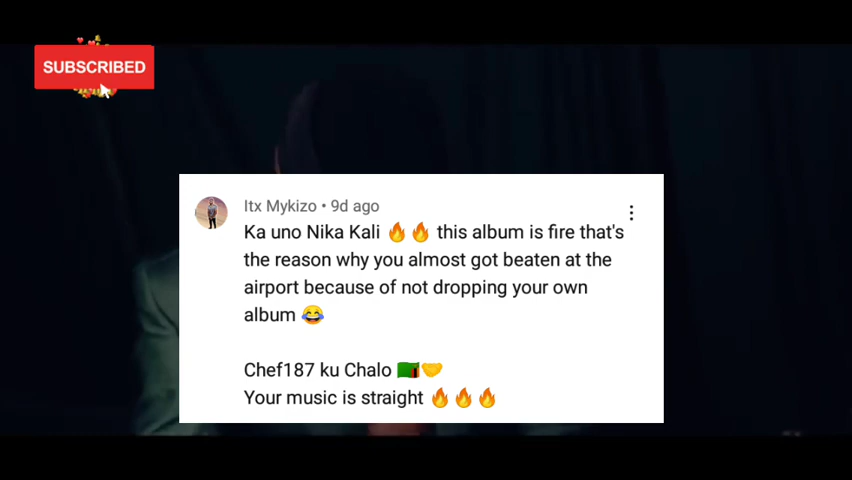 SUBSCRIBED
Itx Mykizo • 9d ago
Ka uno Nika Kali 🔥🔥 this album is fire that's
the reason why you almost got beaten at the
airport because of not dropping your own
album 😂
Chef187 ku Chalo 🇿🇲🤝
Your music is straight 🔥🔥🔥